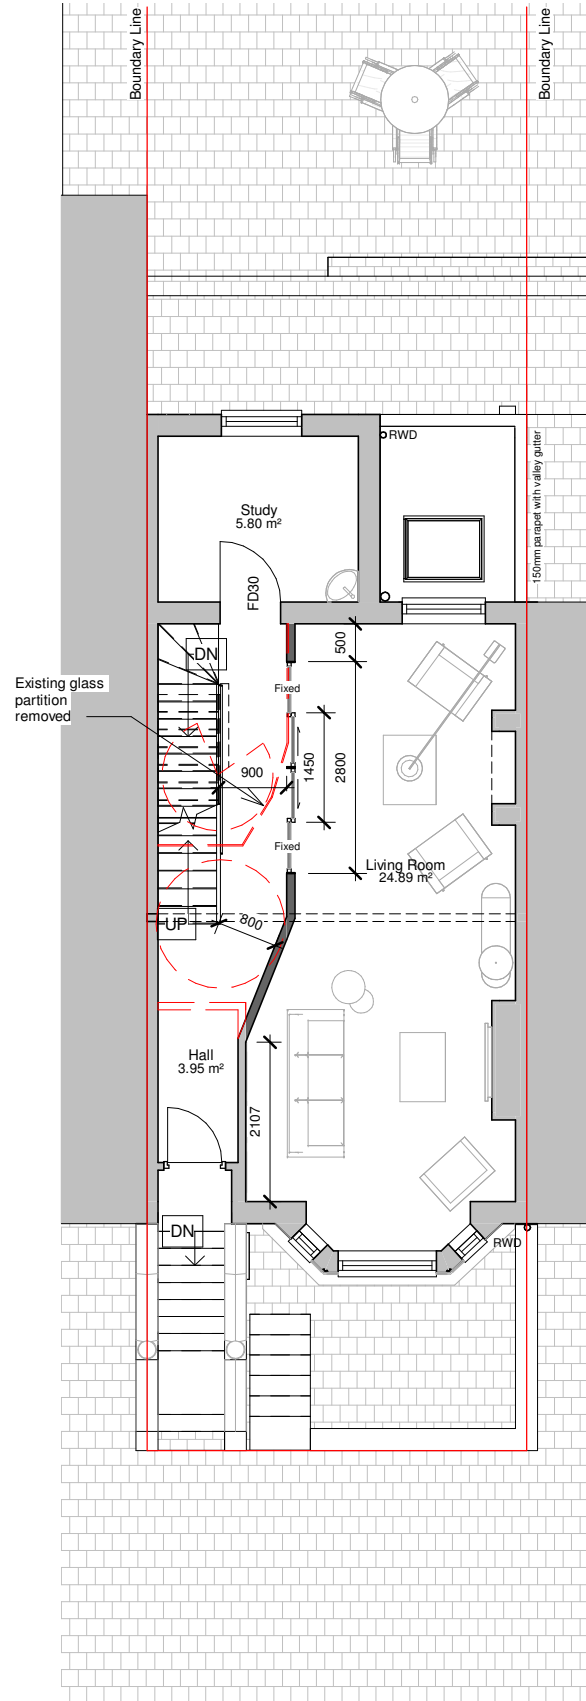 Boundary Line
Boundary Line
RWD
150mm parapet with valley gutter
Study
5.80 m²
FD30
DN
500
Existing glass
partition
removed
Fixed
900
1450
2800
Fixed
Living Room
24.89 m²
UP
800
Hall
3.95 m²
2107
DN
RWD